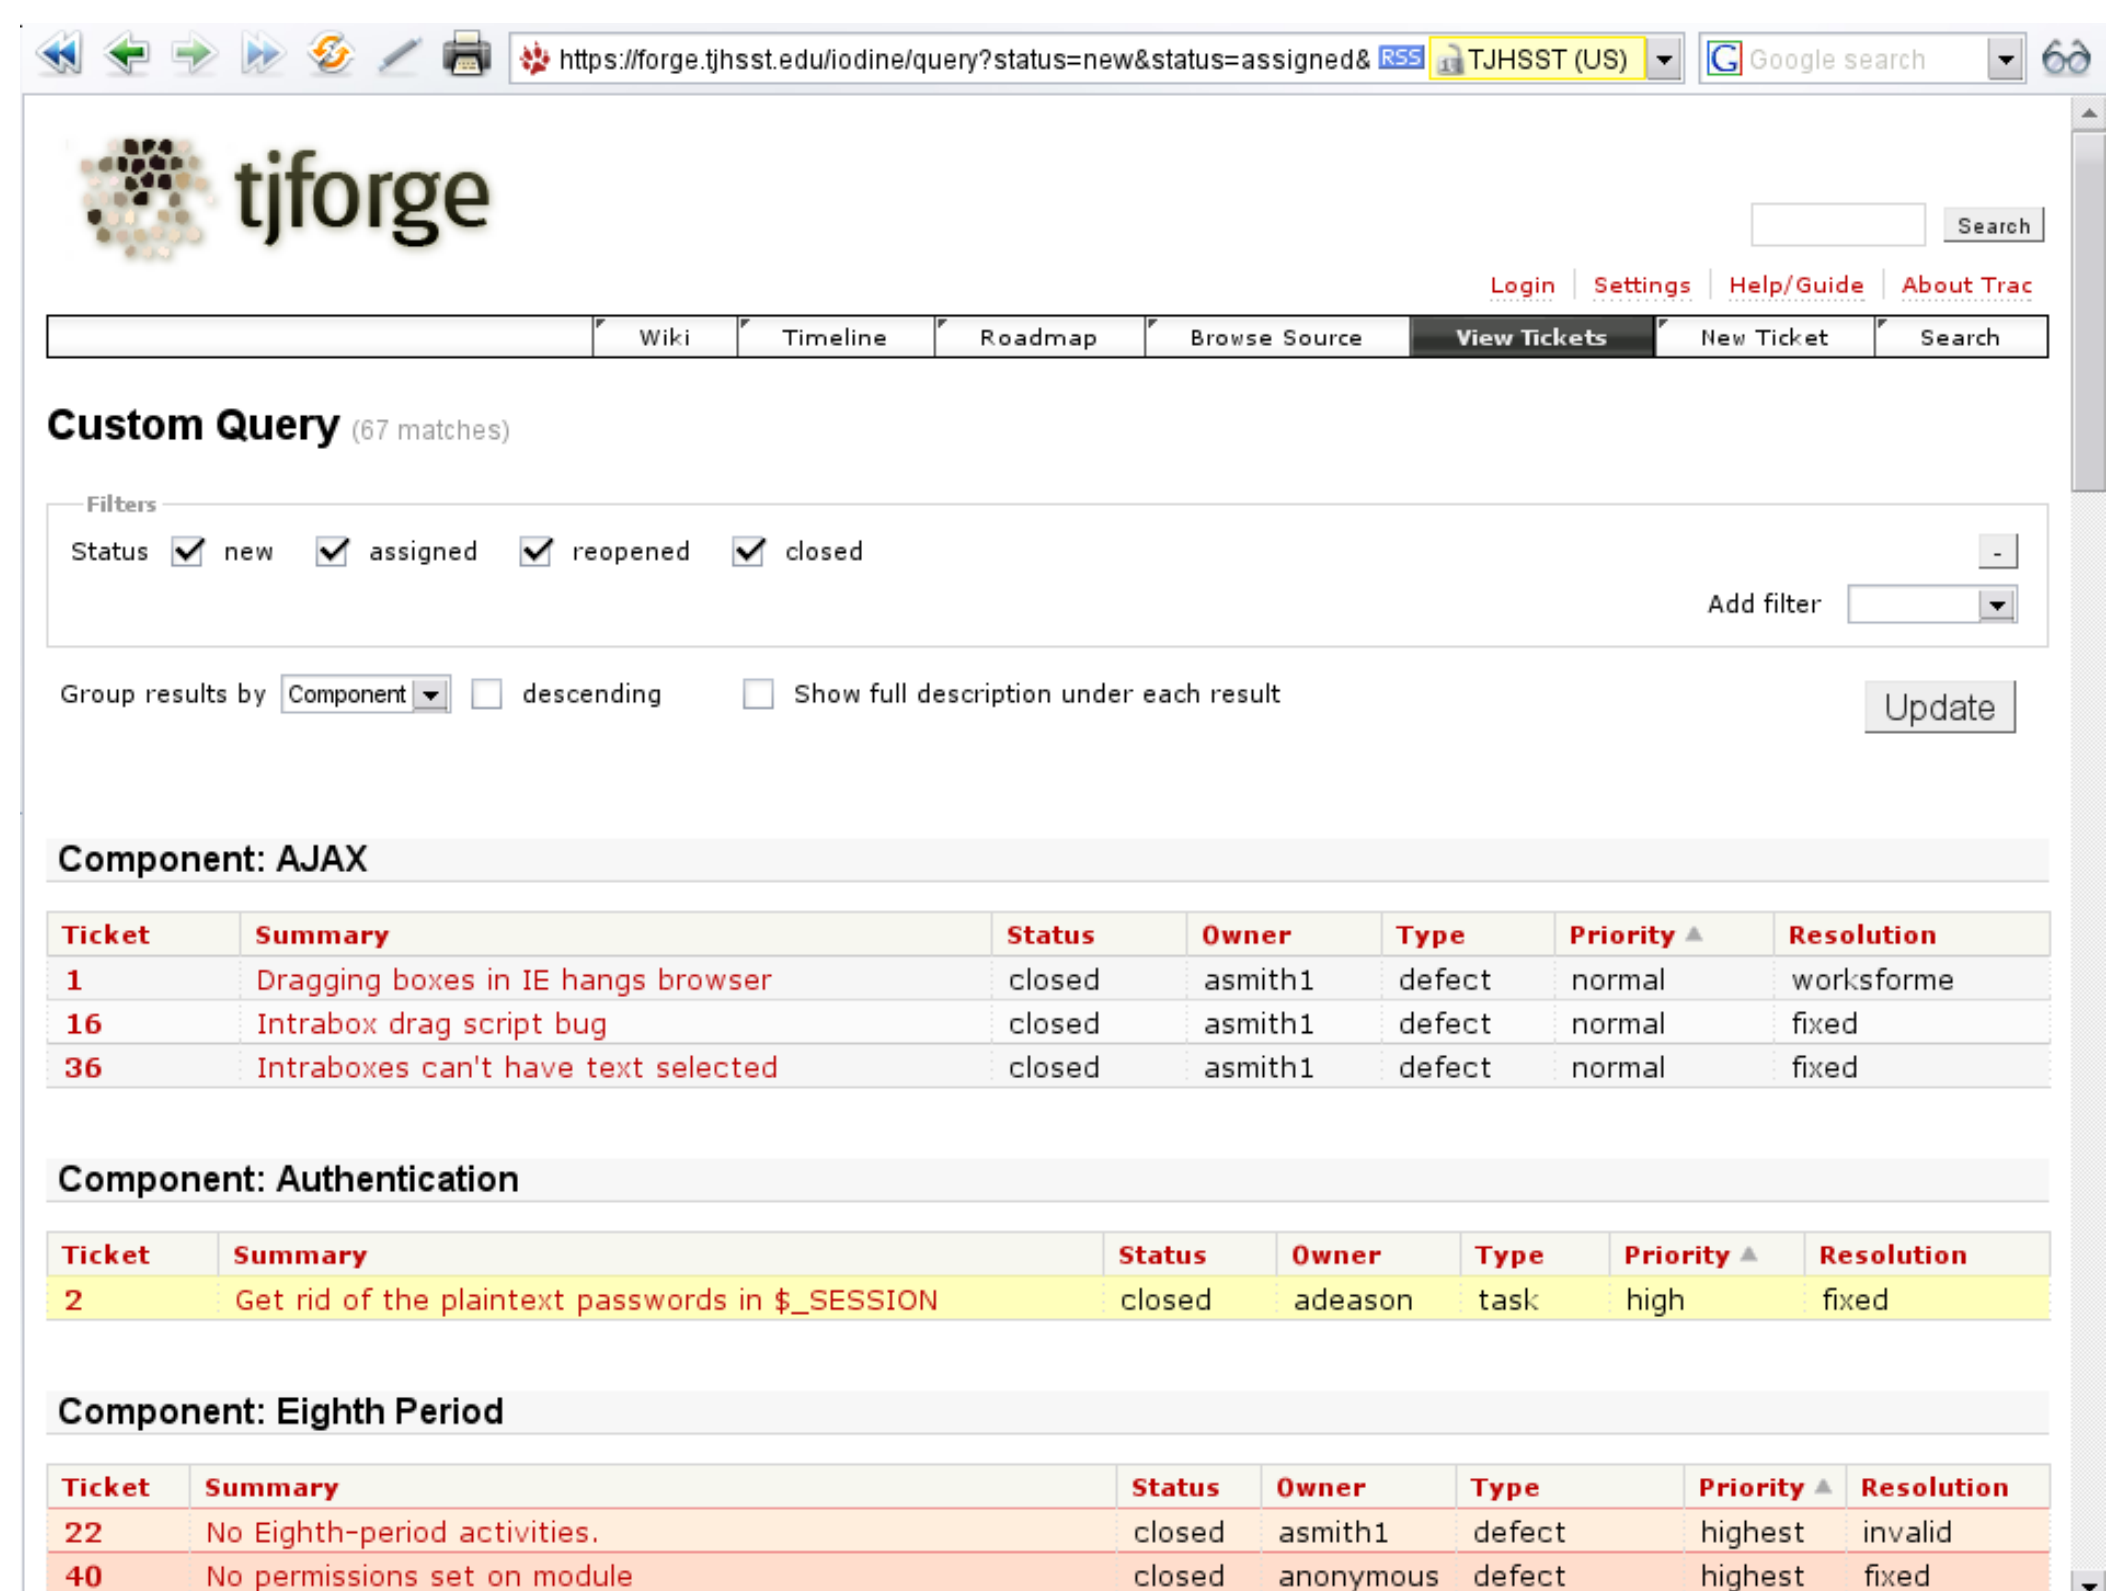 https://forge.tjhsst.edu/iodine/query?status=new&status=assigned& RSS TJHSST (US) G Google search
tjforge
Search
Login Settings Help/Guide About Trac
Wiki Timeline Roadmap Browse Source View Tickets New Ticket Search
Custom Query (67 matches)
Filters
Status new assigned reopened closed -
Add filter
Group results by Component descending Show full description under each result Update
Component: AJAX
Ticket Summary Status Owner Type Priority Resolution
1 Dragging boxes in IE hangs browser closed asmith1 defect normal worksforme
16 Intrabox drag script bug closed asmith1 defect normal fixed
36 Intraboxes can't have text selected closed asmith1 defect normal fixed
Component: Authentication
Ticket Summary Status Owner Type Priority Resolution
2 Get rid of the plaintext passwords in $_SESSION closed adeason task high fixed
Component: Eighth Period
Ticket Summary Status Owner Type Priority Resolution
22 No Eighth-period activities. closed asmith1 defect highest invalid
40 No permissions set on module closed anonymous defect highest fixed